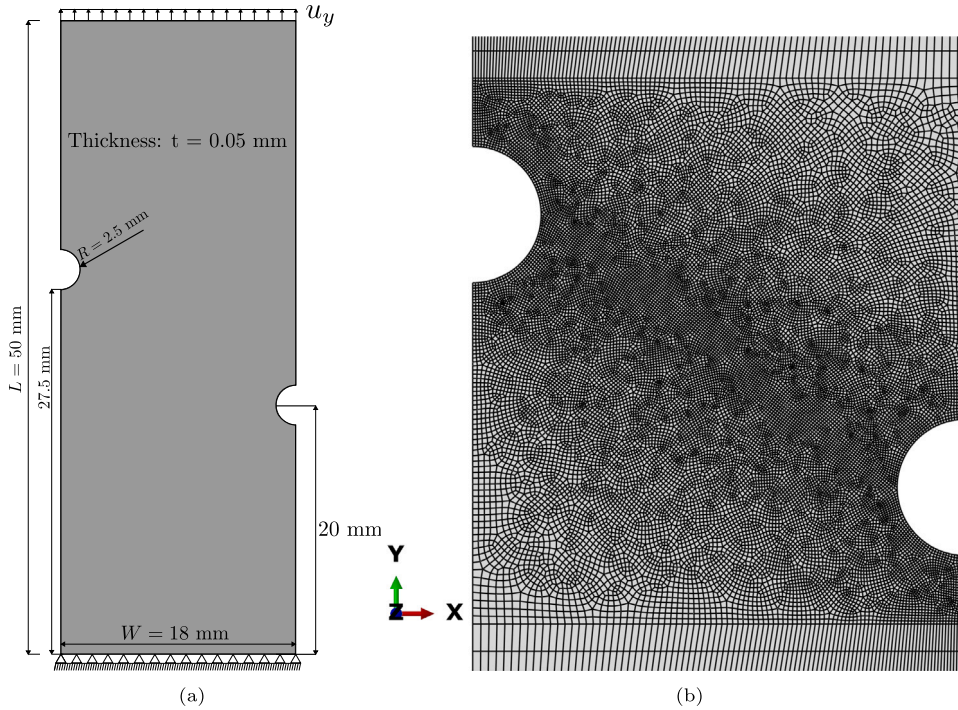 u_y
Thickness: t = 0.05 mm
R = 2.5 mm
L = 50 mm
27.5 mm
20 mm
W = 18 mm
Y
Z
X
(a)
(b)